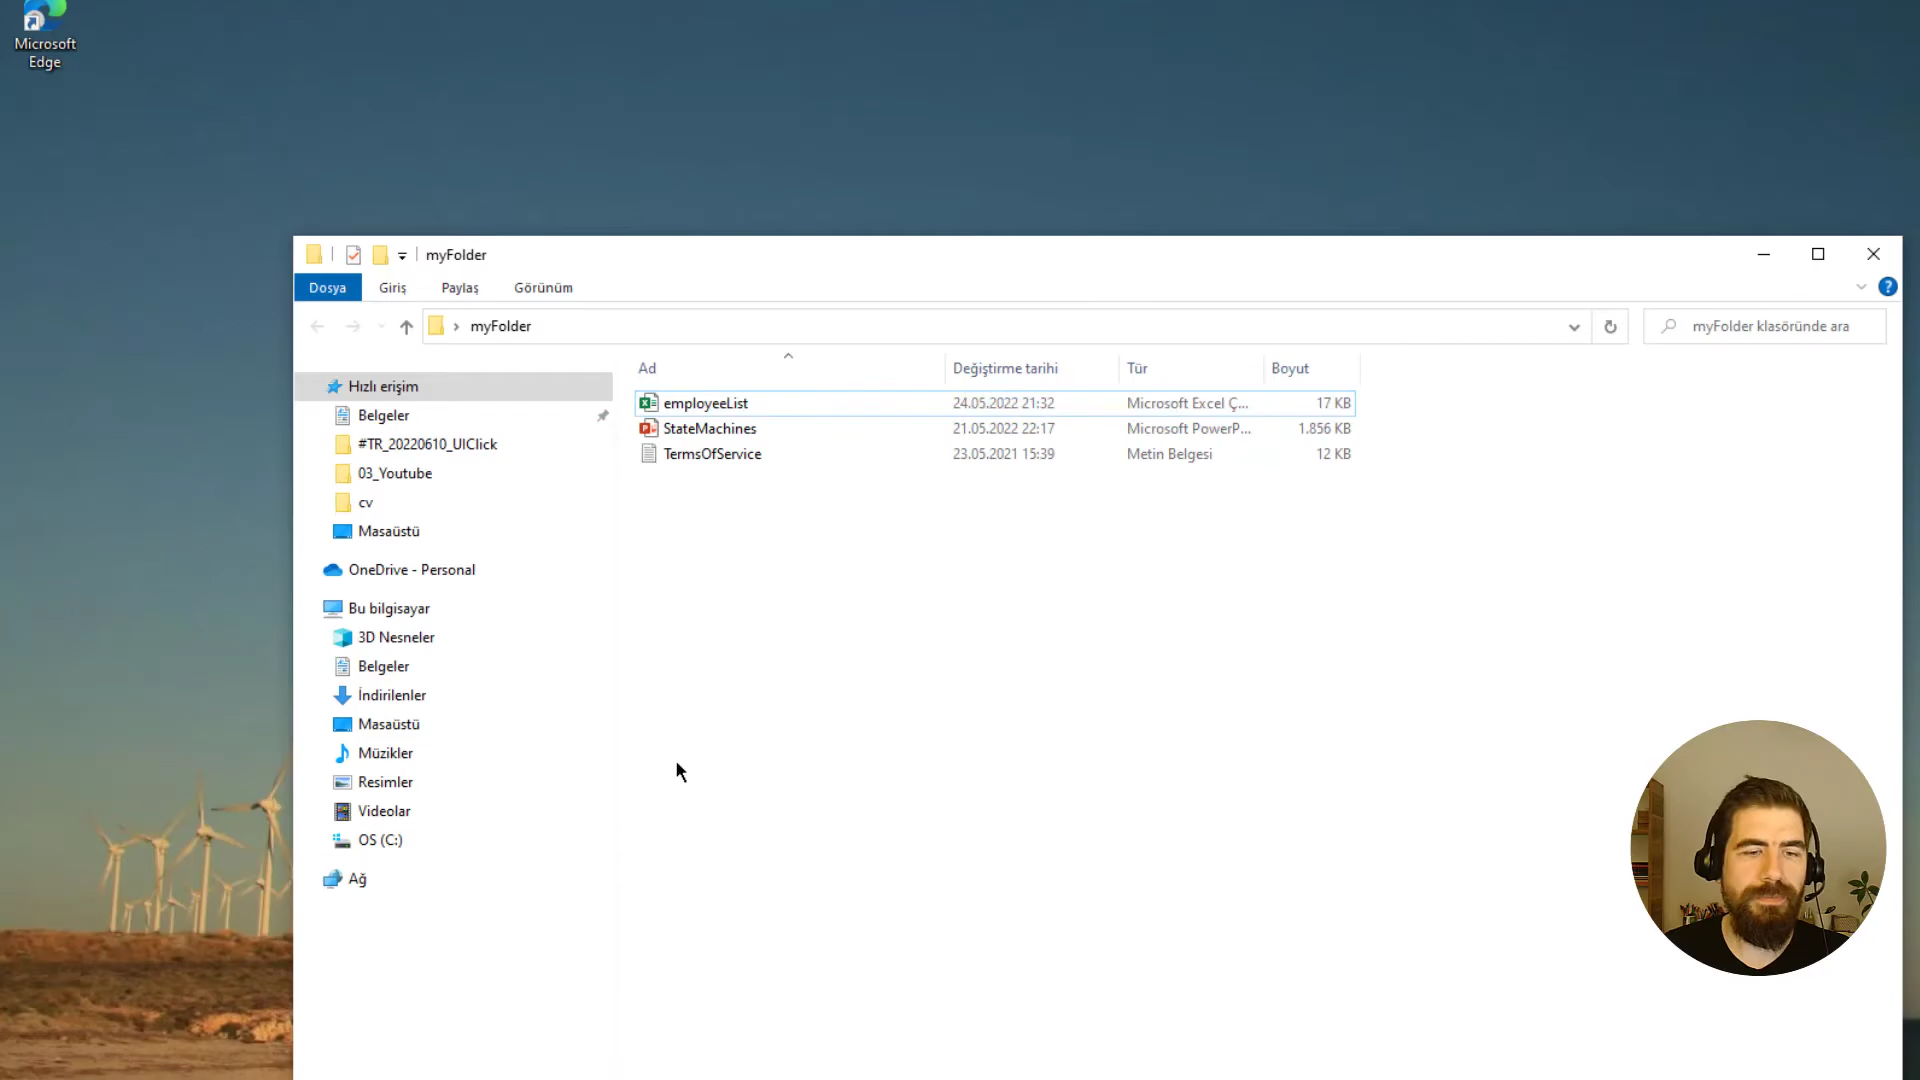 Microsoft
Edge
myFolder
Dosya Giriş Paylaş Görünüm
myFolder
myFolder klasöründe ara
Ad Değiştirme tarihi Tür Boyut
employeeList 24.05.2022 21:32 Microsoft Excel Ç... 17 KB
StateMachines 21.05.2022 22:17 Microsoft PowerP... 1.856 KB
TermsOfService 23.05.2021 15:39 Metin Belgesi 12 KB
Hızlı erişim
Belgeler
#TR_20220610_UIClick
03_Youtube
cv
Masaüstü
OneDrive - Personal
Bu bilgisayar
3D Nesneler
Belgeler
İndirilenler
Masaüstü
Müzikler
Resimler
Videolar
OS (C:)
Ağ